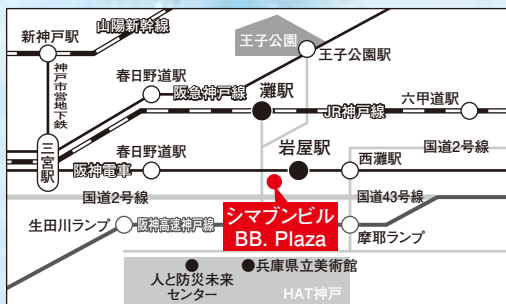 山陽新幹線
新神戸駅
王子公園
王子公園駅
神戸市営地下鉄
春日野道駅
阪急神戸線
灘駅
六甲道駅
JR神戸線
三宮駅
春日野道駅
岩屋駅
国道2号線
阪神電車
西灘駅
国道2号線
国道43号線
シマブンビル
BB. Plaza
生田川ランプ
阪神高速神戸線
摩耶ランプ
人と防災未来
センター
兵庫県立美術館
HAT神戸